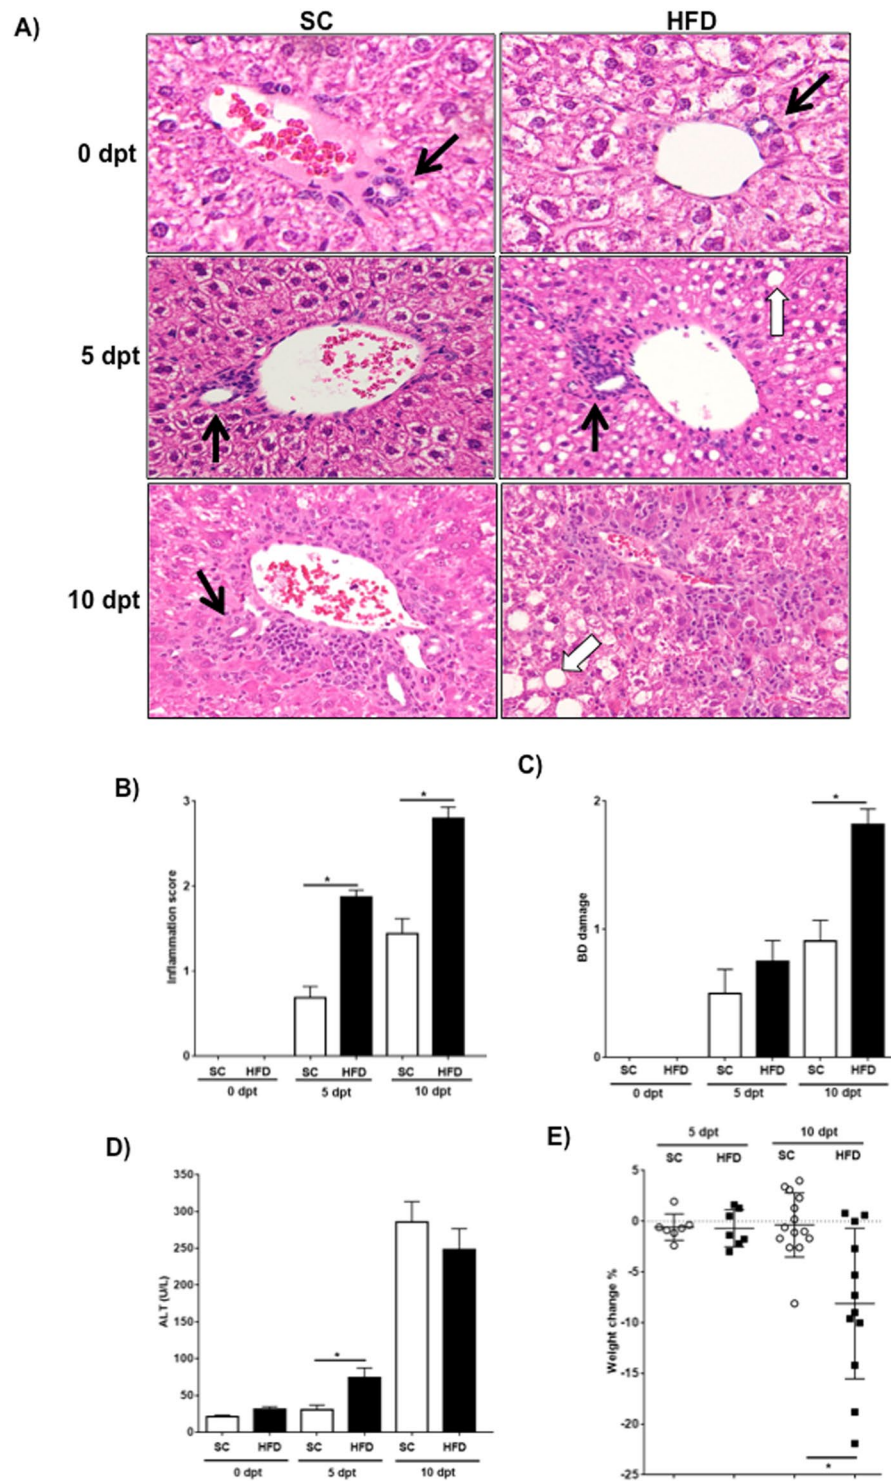 A)
SC HFD
0 dpt
5 dpt
10 dpt
B)
3
2
1
0
Inflammation score
*
*
SC HFD SC HFD SC HFD
0 dpt 5 dpt 10 dpt
C)
2
1
0
BD damage
*
SC HFD SC HFD SC HFD
0 dpt 5 dpt 10 dpt
D)
350
300
250
200
150
100
50
0
ALT (U/L)
*
SC HFD SC HFD SC HFD
0 dpt 5 dpt 10 dpt
E)
5 dpt 10 dpt
SC HFD SC HFD
5
0
-5
-10
-15
-20
-25
Weight change %
*